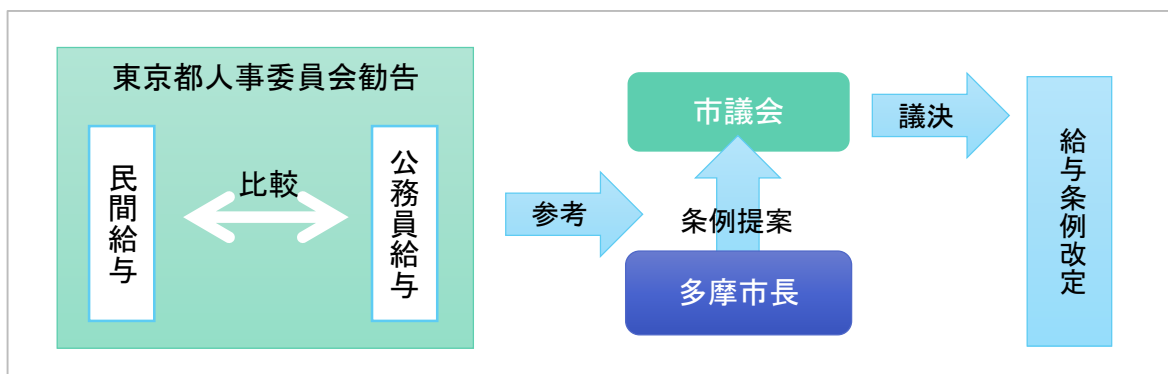 東京都人事委員会勧告
民間給与
比較
公務員給与
参考
市議会
条例提案
多摩市長
議決
給与条例改定